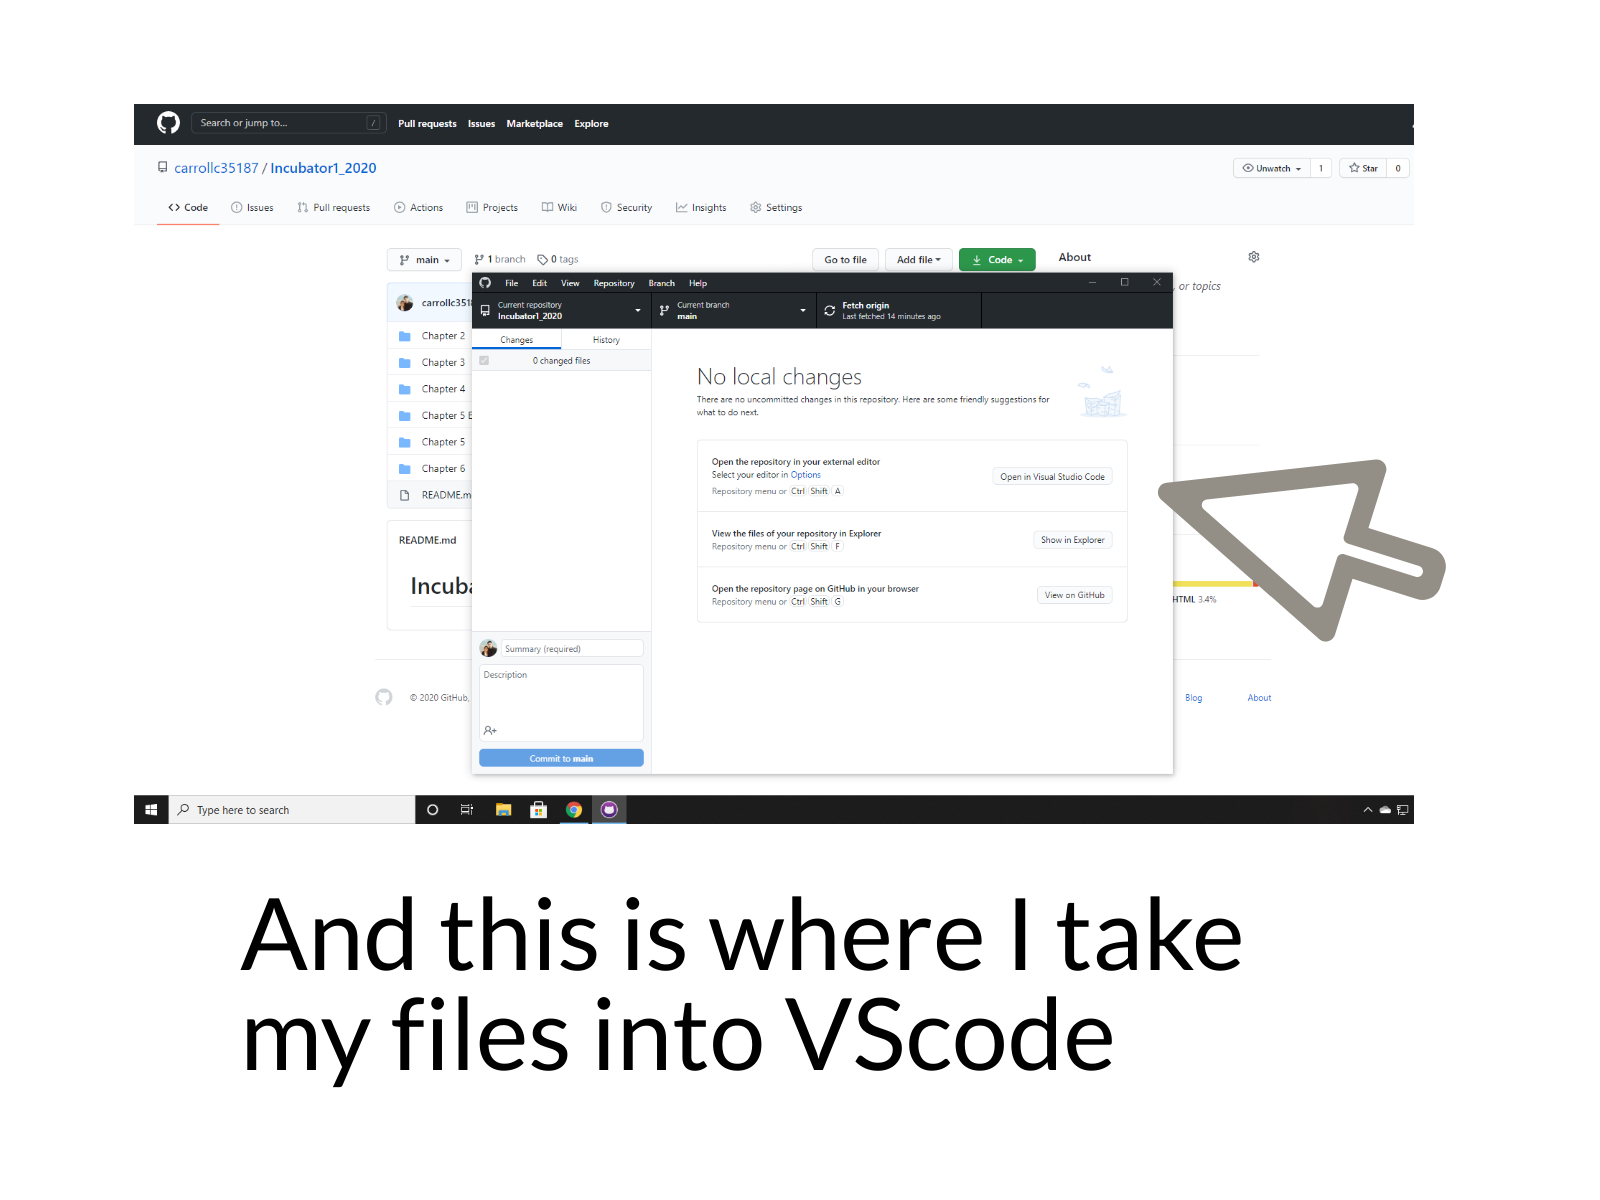 Search or jump to... /
Pull requests Issues Marketplace Explore
carrollc35187 / Incubator1_2020
Unwatch 1 Star 0
Code Issues Pull requests Actions Projects Wiki Security Insights Settings
main 1 branch 0 tags Go to file Add file Code
About
, or topics
carrollc351
Chapter 2
Chapter 3
Chapter 4
Chapter 5 E
Chapter 5
Chapter 6
README.m
README.md
Incuba
HTML 3.4%
© 2020 GitHub,
Blog About
File Edit View Repository Branch Help
Current repository
Incubator1_2020
Current branch
main
Fetch origin
Last fetched 14 minutes ago
Changes History
0 changed files
No local changes
There are no uncommitted changes in this repository. Here are some friendly suggestions for
what to do next.
Open the repository in your external editor
Select your editor in Options
Repository menu or Ctrl Shift A
Open in Visual Studio Code
View the files of your repository in Explorer
Repository menu or Ctrl Shift F
Show in Explorer
Open the repository page on GitHub in your browser
Repository menu or Ctrl Shift G
View on GitHub
Summary (required)
Description
Commit to main
Type here to search
And this is where I take
my files into VScode